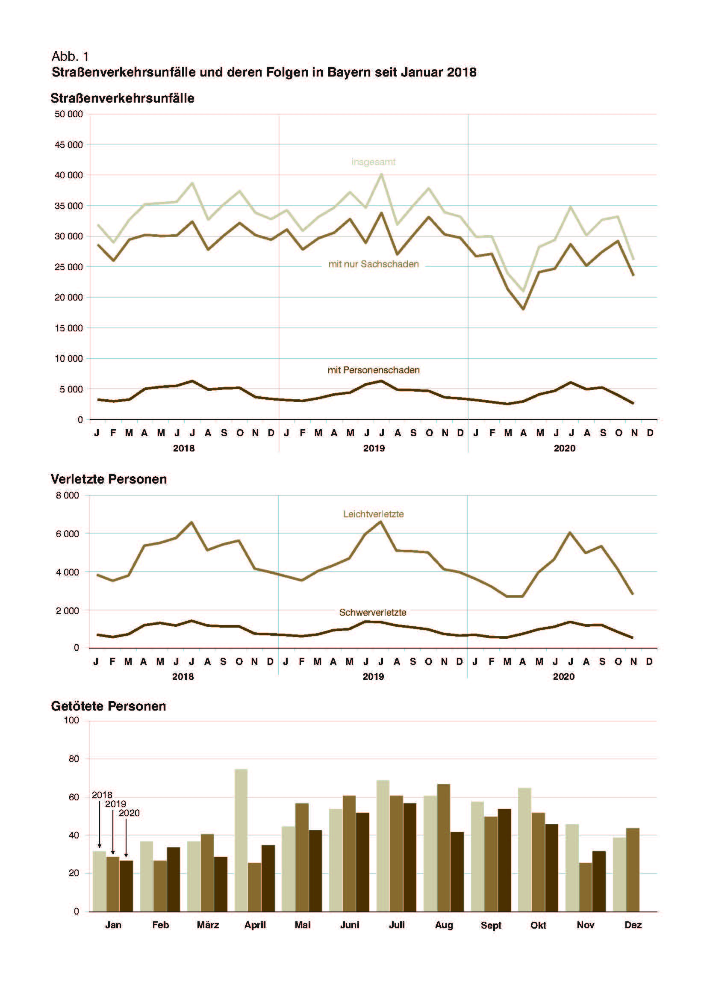 Abb. 1
Straßenverkehrsunfälle und deren Folgen in Bayern seit Januar 2018
Straßenverkehrsunfälle
50 000
45 000
insgesamt
40 000
35 000
30 000
25 000
mit nur Sachschaden
20 000
15 000
10 000
mit Personenschaden
5 000
0
J F M A M J J A S O N D J F M A M J J A S O N D J F M A M J J A S O N D
2018 2019 2020
Verletzte Personen
8 000
Leichtverletzte
6 000
4 000
2 000
Schwerverletzte
0
J F M A M J J A S O N D J F M A M J J A S O N D J F M A M J J A S O N D
2018 2019 2020
Getötete Personen
100
80
60
2018
2019
2020
40
20
0
Jan Feb März April Mai Juni Juli Aug Sept Okt Nov Dez